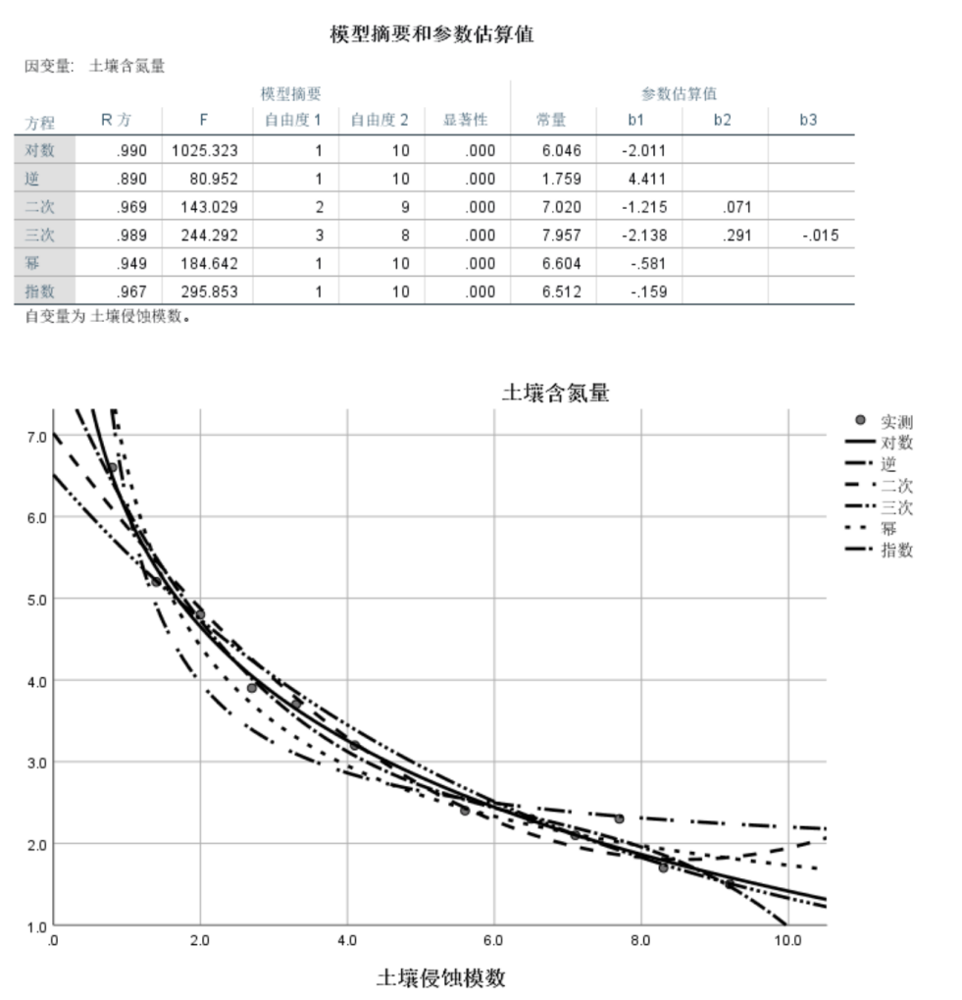 模型摘要和参数估算值
因变量: 土壤含氮量
模型摘要 参数估算值
方程 R 方 F 自由度 1 自由度 2 显著性 常量 b1 b2 b3
对数 .990 1025.323 1 10 .000 6.046 -2.011
逆 .890 80.952 1 10 .000 1.759 4.411
二次 .969 143.029 2 9 .000 7.020 -1.215 .071
三次 .989 244.292 3 8 .000 7.957 -2.138 .291 -.015
幂 .949 184.642 1 10 .000 6.604 -.581
指数 .967 295.853 1 10 .000 6.512 -.159
自变量为 土壤侵蚀模数。
土壤含氮量
7.0
6.0
5.0
4.0
3.0
2.0
1.0
.0 2.0 4.0 6.0 8.0 10.0
土壤侵蚀模数
实测
对数
逆
二次
三次
幂
指数